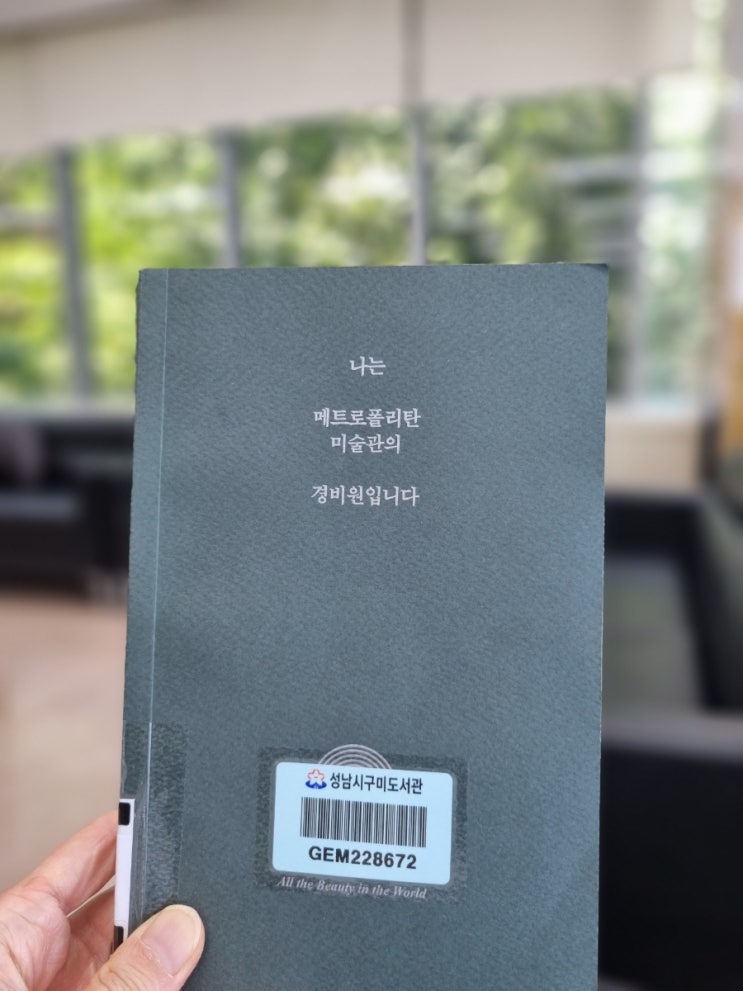 나는
메트로폴리탄
미술관의
경비원입니다
성남시구미도서관
GEM228672
All the Beauty in the World